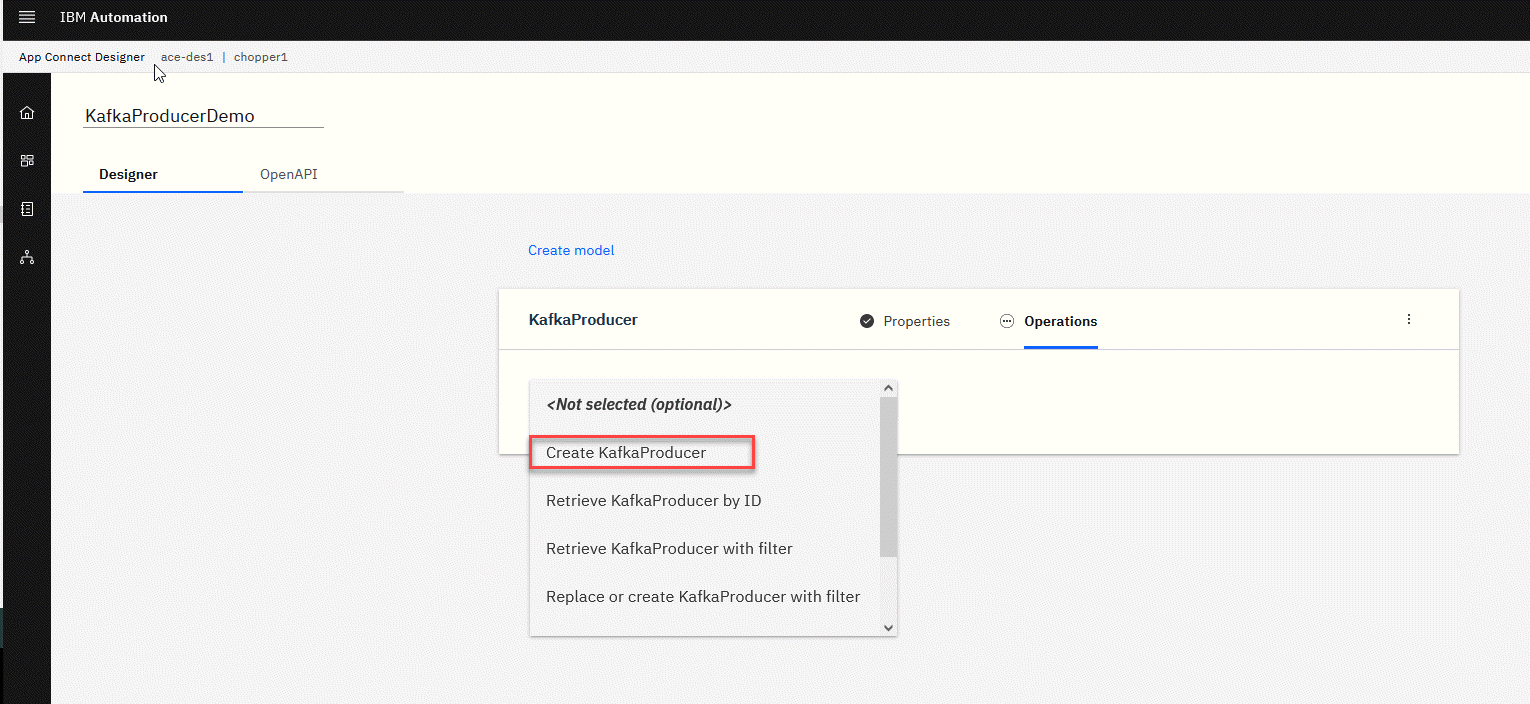 IBM Automation
App Connect Designer ace-des1 | chopper1
KafkaProducerDemo
Designer OpenAPI
Create model
KafkaProducer Properties Operations
<Not selected (optional)>
Create KafkaProducer
Retrieve KafkaProducer by ID
Retrieve KafkaProducer with filter
Replace or create KafkaProducer with filter